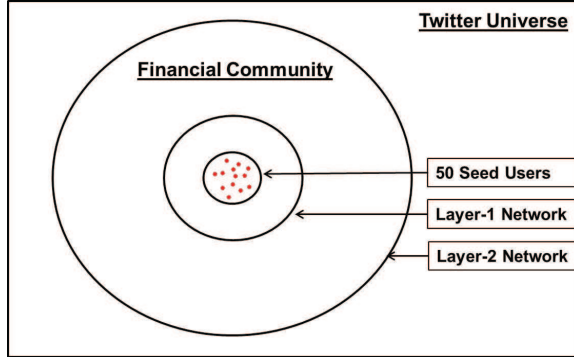 Twitter Universe
Financial Community
50 Seed Users
Layer-1 Network
Layer-2 Network